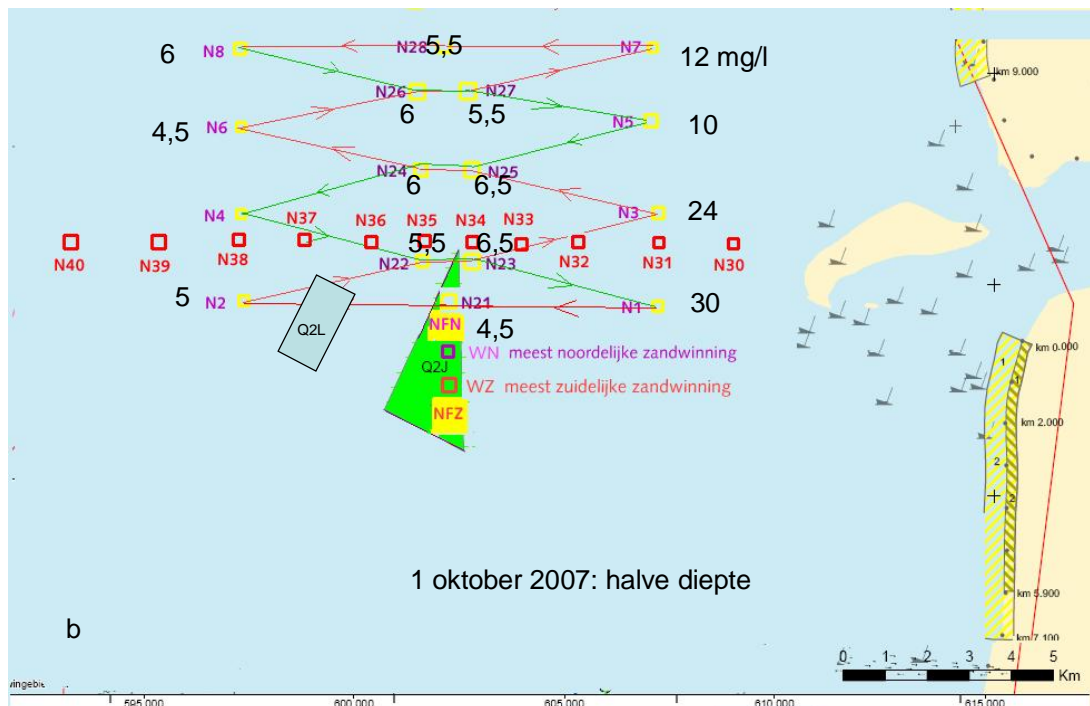 6 N8 N28 5,5 N7 12 mg/l
km 9.000
N26 N27
6 5,5
4,5 N6 N5 10
N24 N25
6 6,5
N4 N3 24
N37 N36 N35 N34 N33
5,5 6,5
N40 N39 N38 N32 N31 N30
N22 N23
5 N2 N21 N1 30
Q2L NFN 4,5
WN meest noordelijke zandwinning
km 0.000
Q2J
1
WZ meest zuidelijke zandwinning
1
NFZ
km 2.000
2
2
1 oktober 2007: halve diepte
km 5.900
b
km 7.100
0 1 2 3 4 5
Km
wingebie
595.000 600.000 605.000 610.000 615.000